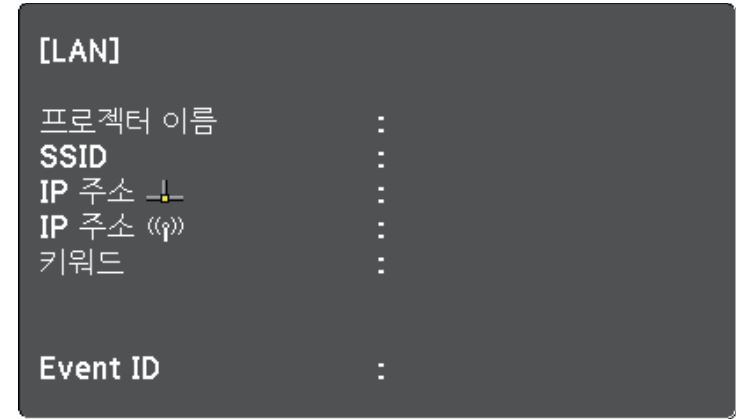 [LAN]
프로젝터 이름 :
SSID :
IP 주소 :
IP 주소 :
키워드 :
Event ID :